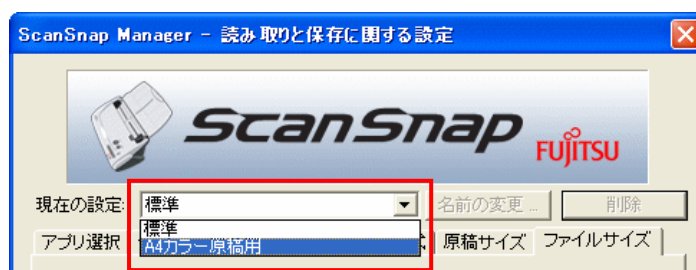 ScanSnap Manager - 読み取りと保存に関する設定
ScanSnap
FUJITSU
現在の設定: 標準 名前の変更... 削除
標準
A4カラー原稿用
アプリ選択 原稿サイズ ファイルサイズ